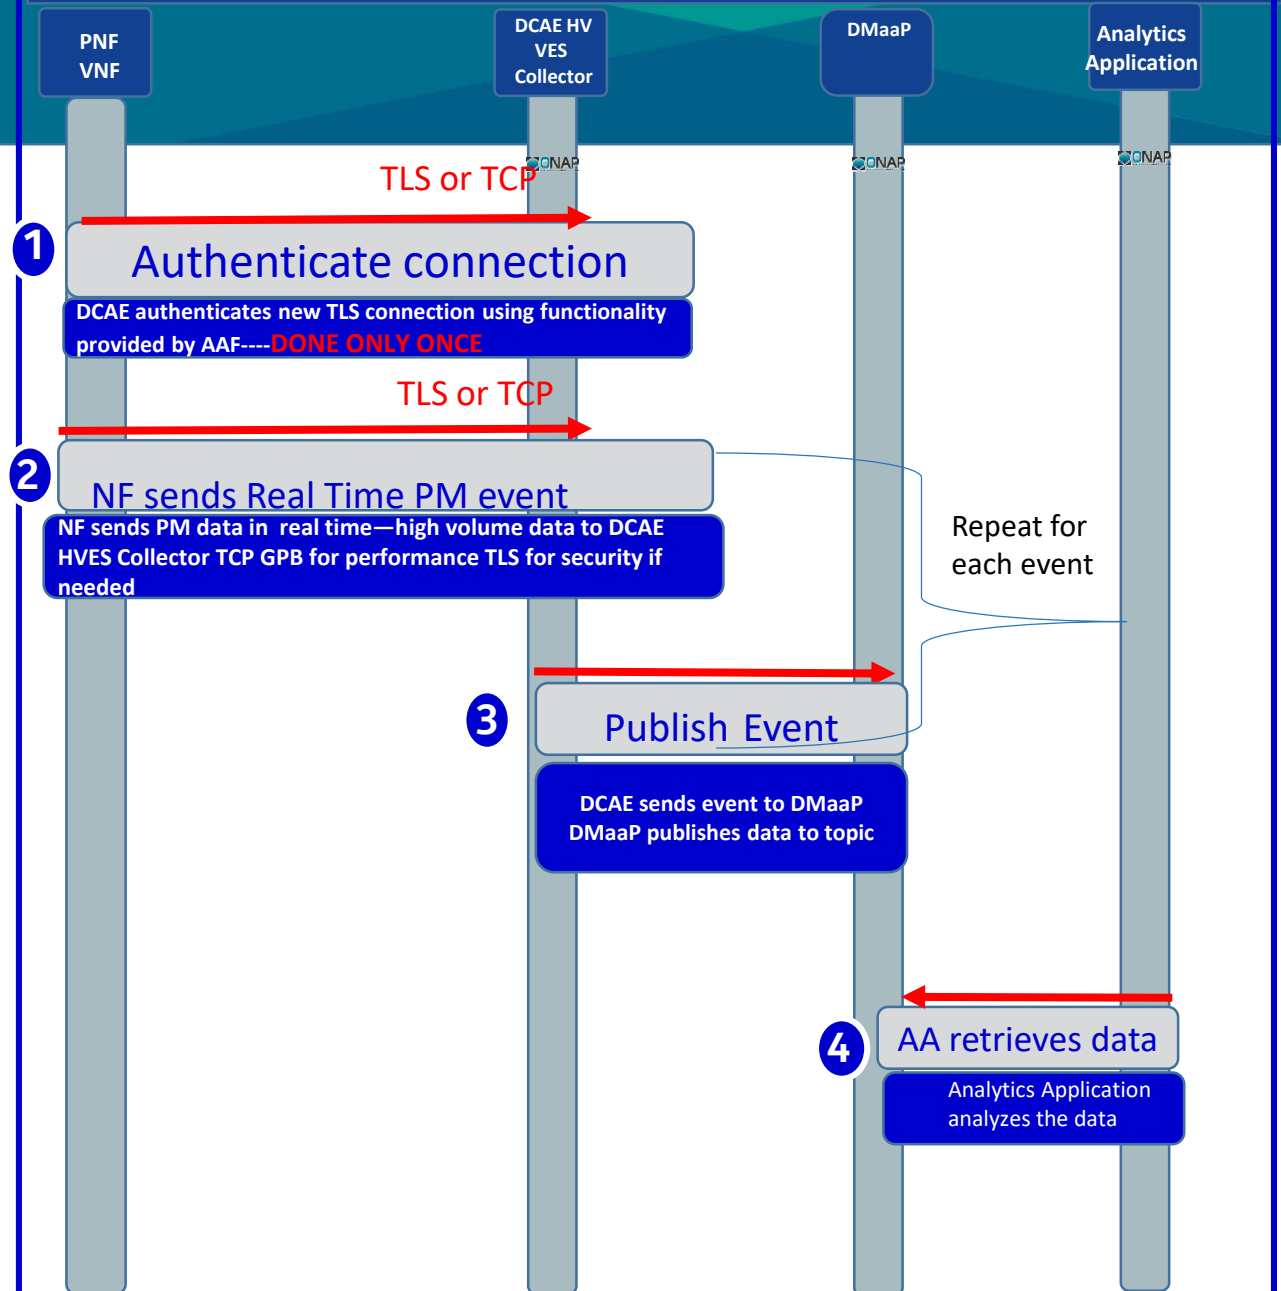 PNF
VNF
DCAE HV
VES
Collector
DMaaP
Analytics
Application
ONAP
ONAP
ONAP
TLS or TCP
1
Authenticate connection
DCAE authenticates new TLS connection using functionality
provided by AAF----DONE ONLY ONCE
TLS or TCP
2
NF sends Real Time PM event
NF sends PM data in  real time—high volume data to DCAE
HVES Collector TCP GPB for performance TLS for security if
needed
Repeat for
each event
3
Publish Event
DCAE sends event to DMaaP
DMaaP publishes data to topic
4
AA retrieves data
Analytics Application
analyzes the data